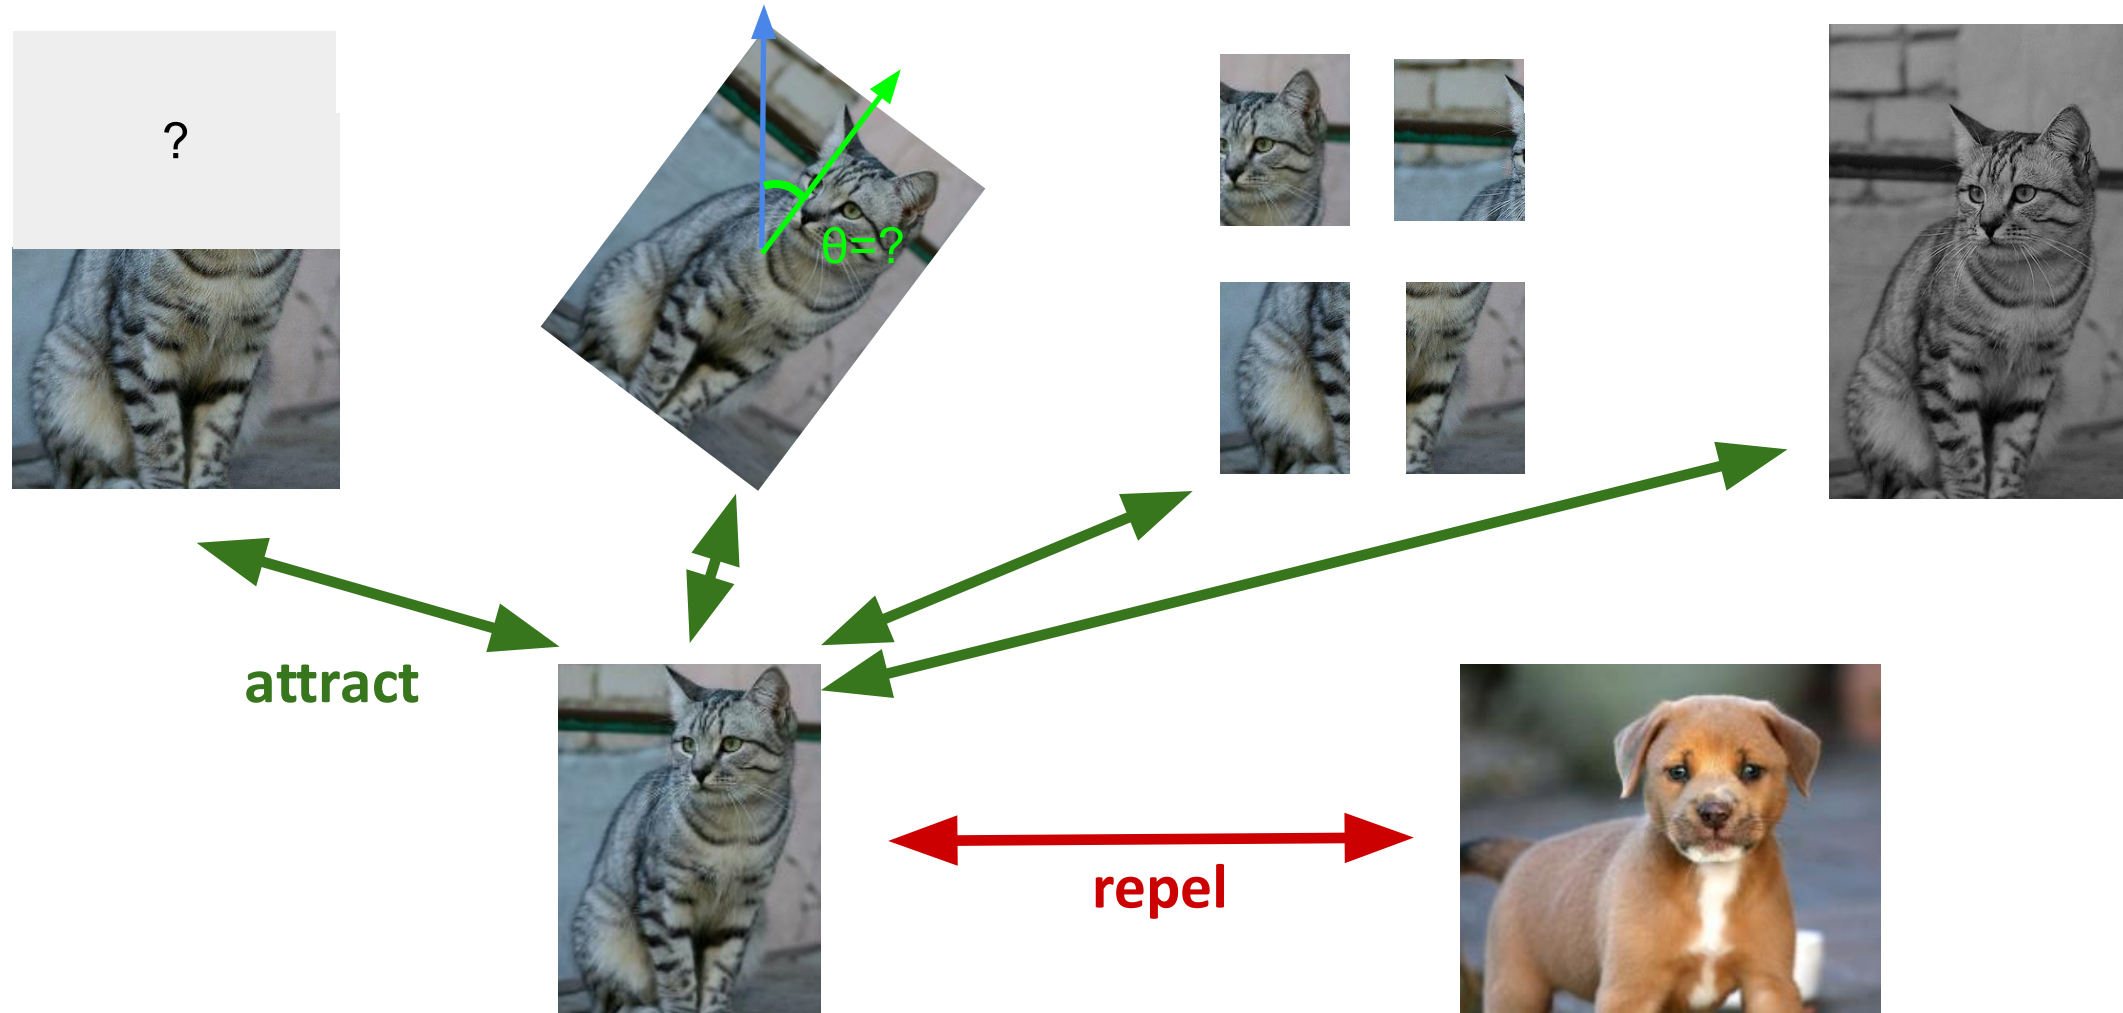 ?
θ=?
attract
repel